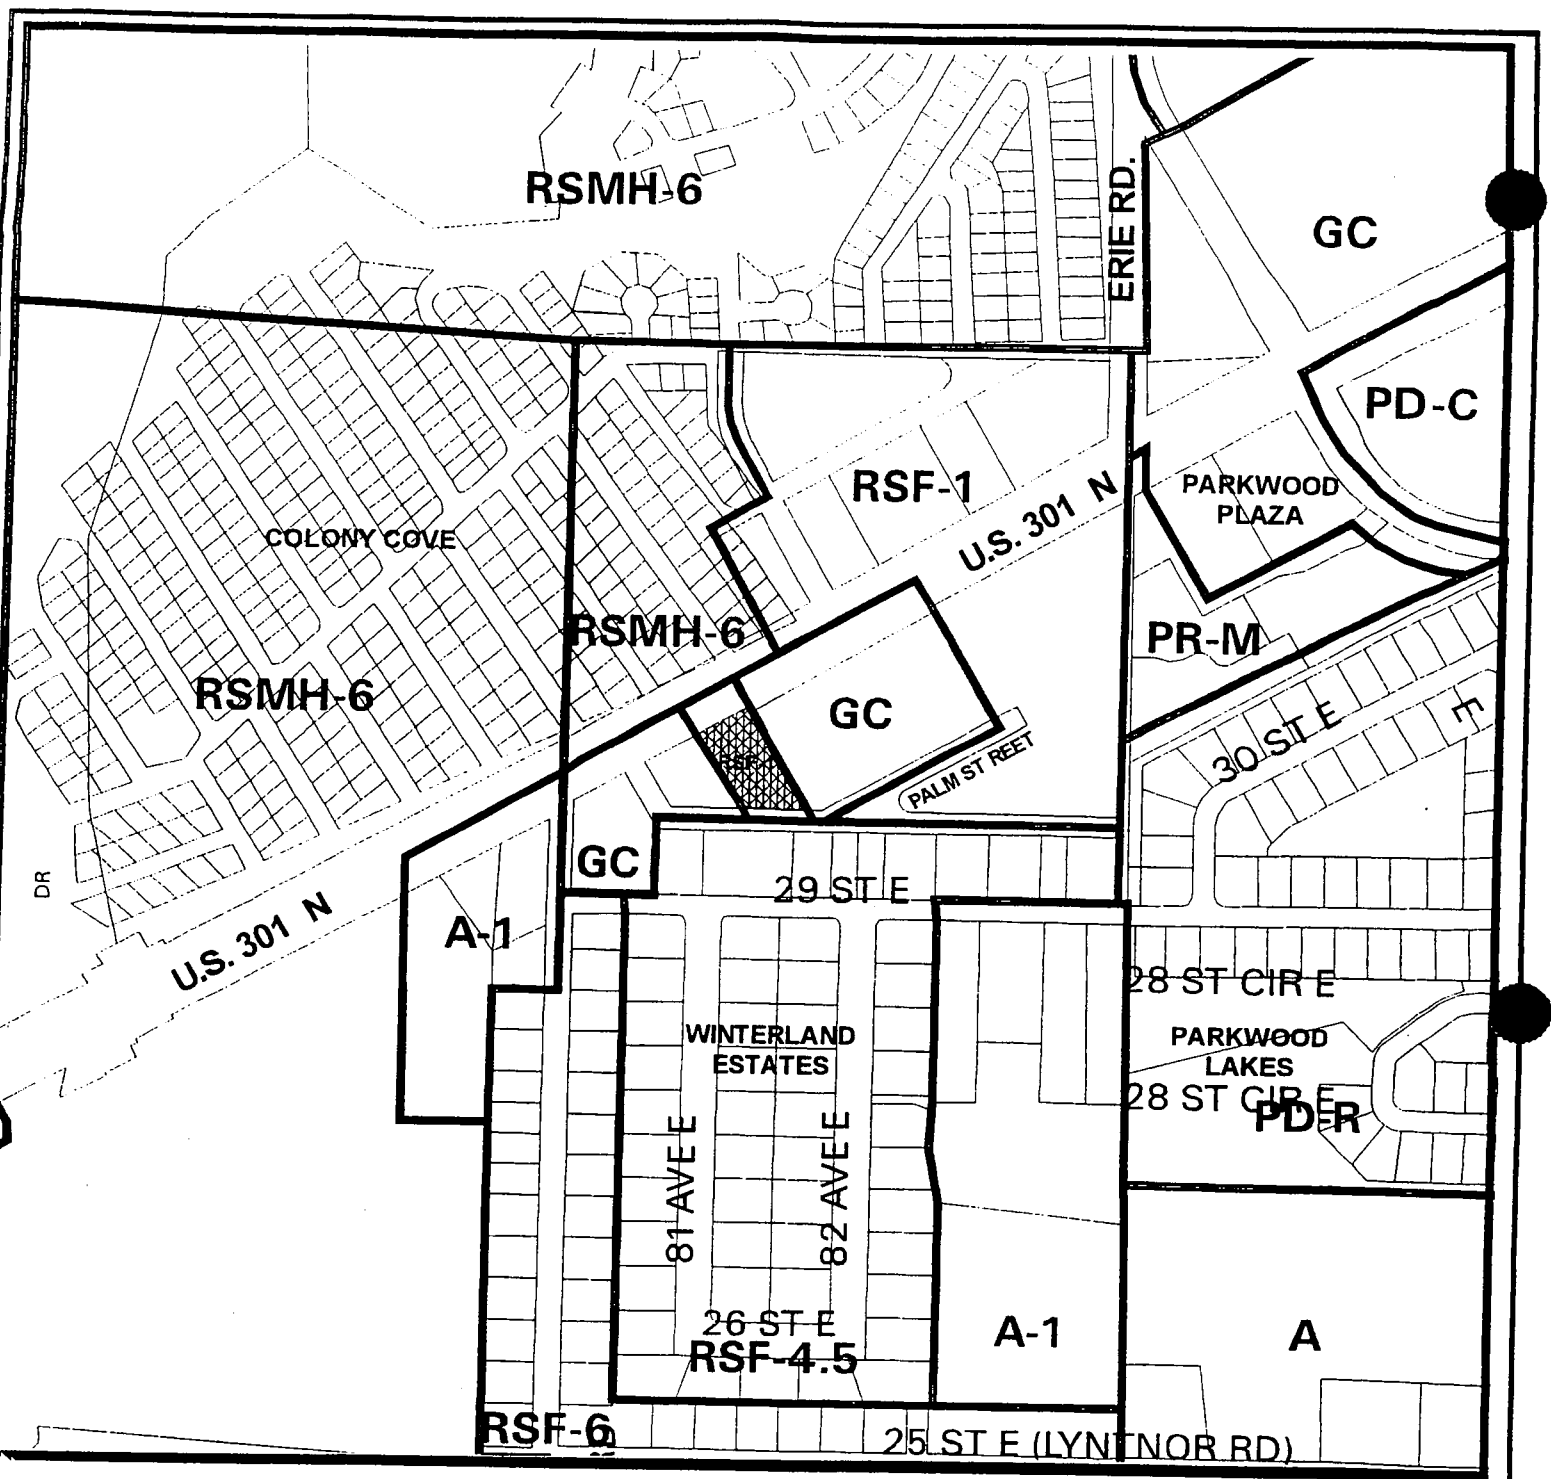 RSMH-6
ERIE RD.
GC
PD-C
RSF-1
U.S. 301 N
PARKWOOD
PLAZA
COLONY COVE
RSMH-6
RSMH-6
PR-M
GC
PALM STREET
30 ST E
E
GC
29 ST E
DR
A-1
U.S. 301 N
28 ST CIR E
WINTERLAND
ESTATES
PARKWOOD
LAKES
28 ST CIR E
PD-R
81 AVE E
82 AVE E
26 ST E
RSF-4.5
A-1
A
RSF-6
25 ST E (LYNTNOR RD)